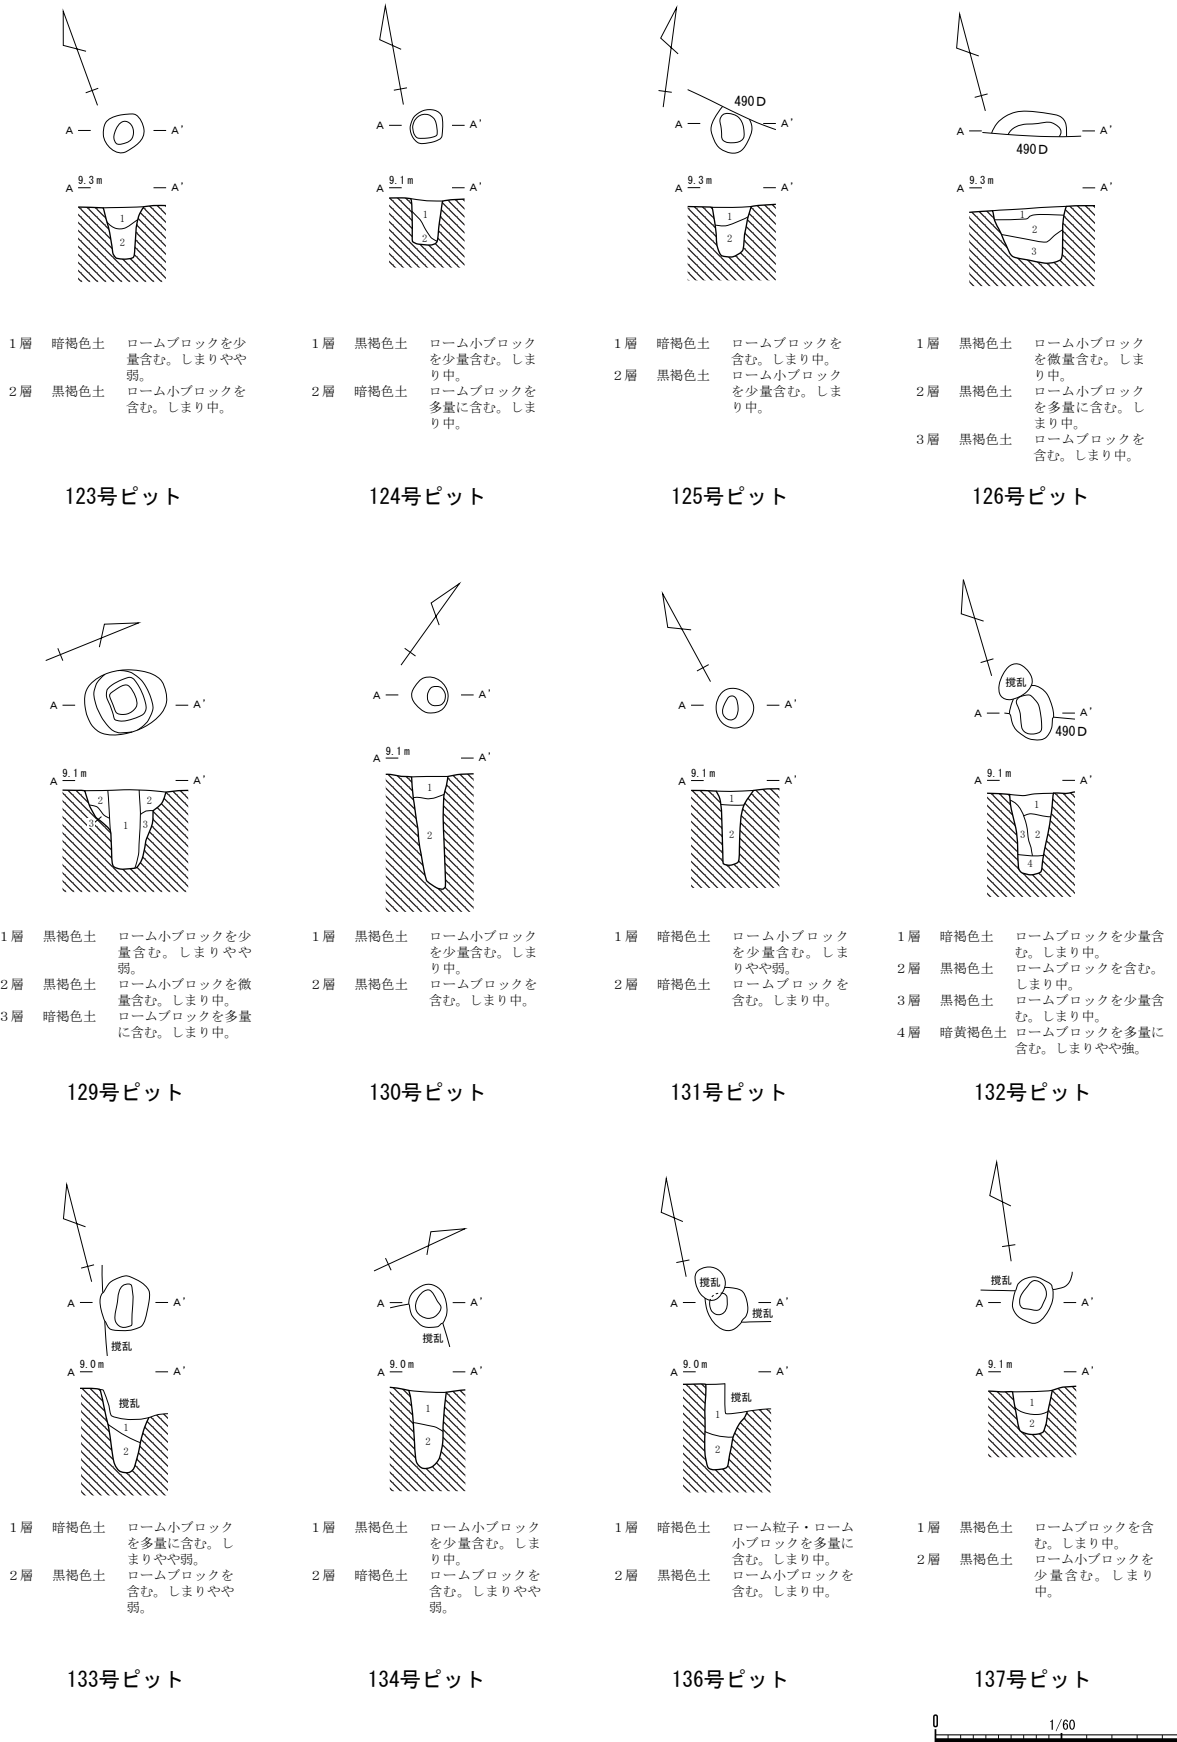 A A'
9.3m
A A'
1
2
1層 暗褐色土 ロームブロックを少
量含む。しまりやや
弱。
2層 黒褐色土 ローム小ブロックを
含む。しまり中。
123号ピット
A A'
9.1m
A A'
1
2
1層 黒褐色土 ローム小ブロック
を少量含む。しま
り中。
2層 暗褐色土 ロームブロックを
多量に含む。しま
り中。
124号ピット
490D
A A'
9.3m
A A'
1
2
1層 暗褐色土 ロームブロックを
含む。しまり中。
2層 黒褐色土 ローム小ブロック
を少量含む。しま
り中。
125号ピット
A A'
490D
9.3m
A A'
1
2
3
1層 黒褐色土 ローム小ブロック
を微量含む。しま
り中。
2層 黒褐色土 ローム小ブロック
を多量に含む。し
まり中。
3層 黒褐色土 ロームブロックを
含む。しまり中。
126号ピット
A A'
9.1m
A A'
2 2
3 1 3
1層 黒褐色土 ローム小ブロックを少
量含む。しまりやや
弱。
2層 黒褐色土 ローム小ブロックを微
量含む。しまり中。
3層 暗褐色土 ロームブロックを多量
に含む。しまり中。
129号ピット
A A'
9.1m
A A'
1
2
1層 黒褐色土 ローム小ブロック
を少量含む。しま
り中。
2層 黒褐色土 ロームブロックを
含む。しまり中。
130号ピット
A A'
9.1m
A A'
1
2
1層 暗褐色土 ローム小ブロック
を少量含む。しま
りやや弱。
2層 暗褐色土 ロームブロックを
含む。しまり中。
131号ピット
撹乱
A A'
490D
9.1m
A A'
1
3 2
4
1層 暗褐色土 ロームブロックを少量含
む。しまり中。
2層 黒褐色土 ロームブロックを含む。
しまり中。
3層 黒褐色土 ロームブロックを少量含
む。しまり中。
4層 暗黄褐色土 ロームブロックを多量に
含む。しまりやや強。
132号ピット
A A'
撹乱
9.0m
A A'
撹乱
1
2
1層 暗褐色土 ローム小ブロック
を多量に含む。し
まりやや弱。
2層 黒褐色土 ロームブロックを
含む。しまりやや
弱。
133号ピット
A A'
撹乱
9.0m
A A'
1
2
1層 黒褐色土 ローム小ブロック
を少量含む。しま
り中。
2層 暗褐色土 ロームブロックを
含む。しまりやや
弱。
134号ピット
撹乱
A A'
撹乱
9.0m
A A'
撹乱
1
2
1層 暗褐色土 ローム粒子・ローム
小ブロックを多量に
含む。しまり中。
2層 黒褐色土 ローム小ブロックを
含む。しまり中。
136号ピット
撹乱
A A'
9.1m
A A'
1
2
1層 黒褐色土 ロームブロックを含
む。しまり中。
2層 黒褐色土 ローム小ブロックを
少量含む。しまり
中。
137号ピット
0 1/60